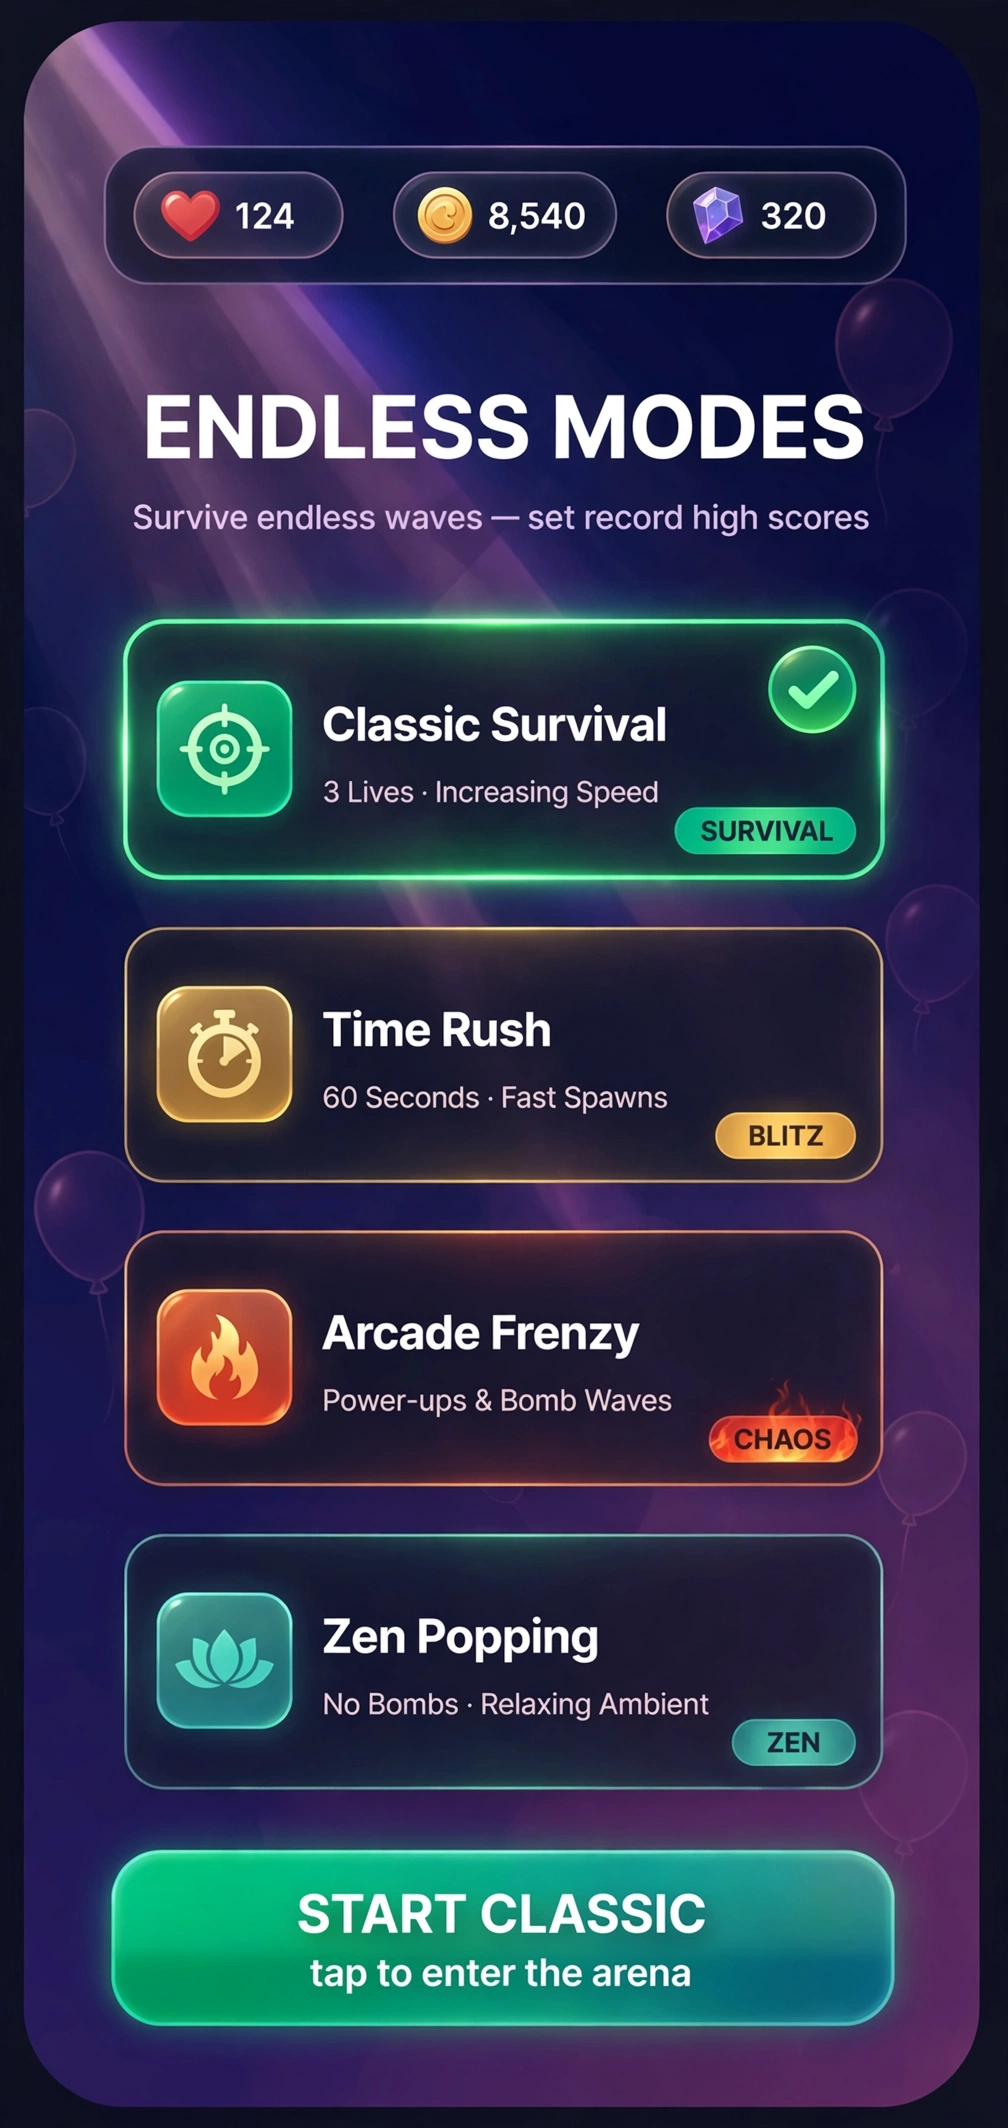 124 8,540 320
ENDLESS MODES
Survive endless waves — set record high scores
Classic Survival
3 Lives · Increasing Speed
SURVIVAL
Time Rush
60 Seconds · Fast Spawns
BLITZ
Arcade Frenzy
Power-ups & Bomb Waves
CHAOS
Zen Popping
No Bombs · Relaxing Ambient
ZEN
START CLASSIC
tap to enter the arena